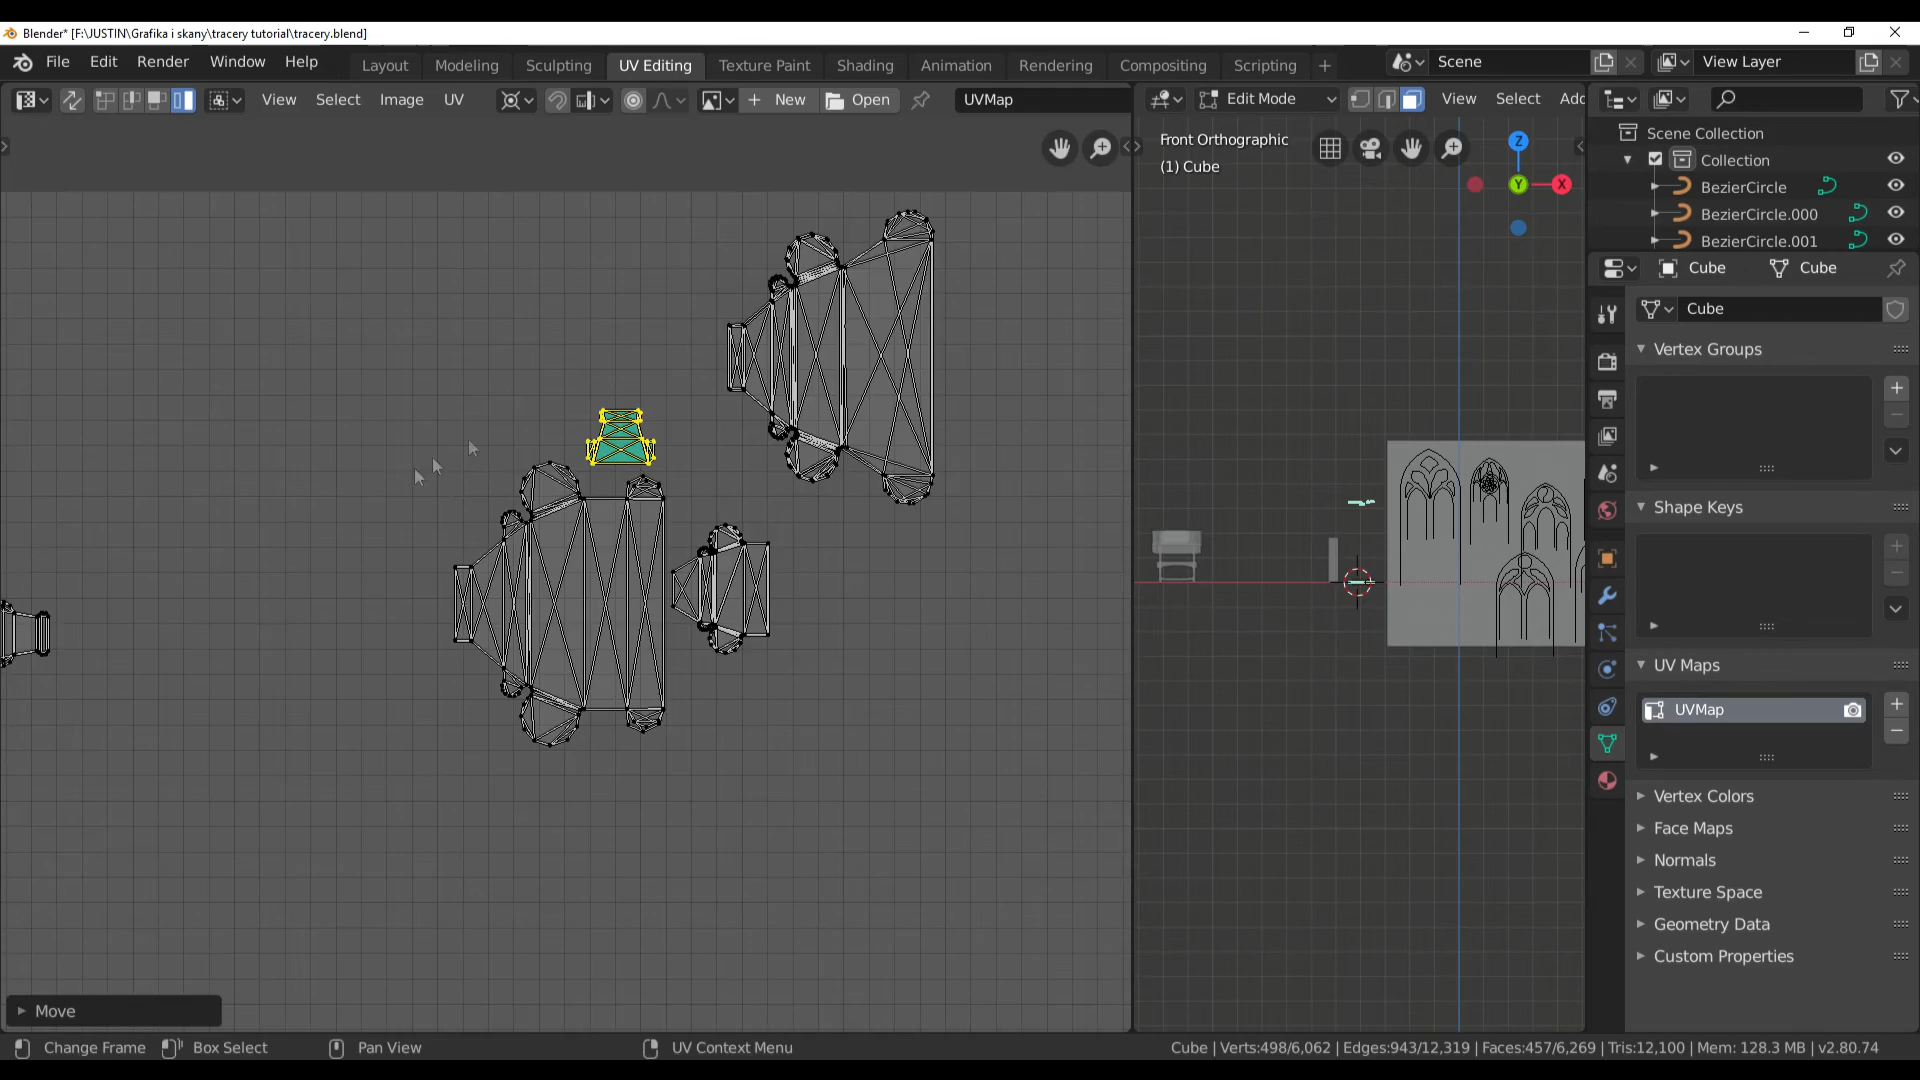 Blender* [F:\JUSTIN\Grafika i skany\tracery tutorial\tracery.blend]
File Edit Render Window Help Layout Modeling Sculpting UV Editing Texture Paint Shading Animation Rendering Compositing Scripting + Scene View Layer
View Select Image UV New Open UVMap Edit Mode View Select Add
Front Orthographic
(1) Cube
Z
Y
X
Scene Collection
Collection
BezierCircle
BezierCircle.000
BezierCircle.001
Cube Cube
Cube
Vertex Groups
Shape Keys
UV Maps
UVMap
Vertex Colors
Face Maps
Normals
Texture Space
Geometry Data
Custom Properties
Move
Change Frame Box Select Pan View UV Context Menu Cube | Verts:498/6,062 | Edges:943/12,319 | Faces:457/6,269 | Tris:12,100 | Mem: 128.3 MB | v2.80.74